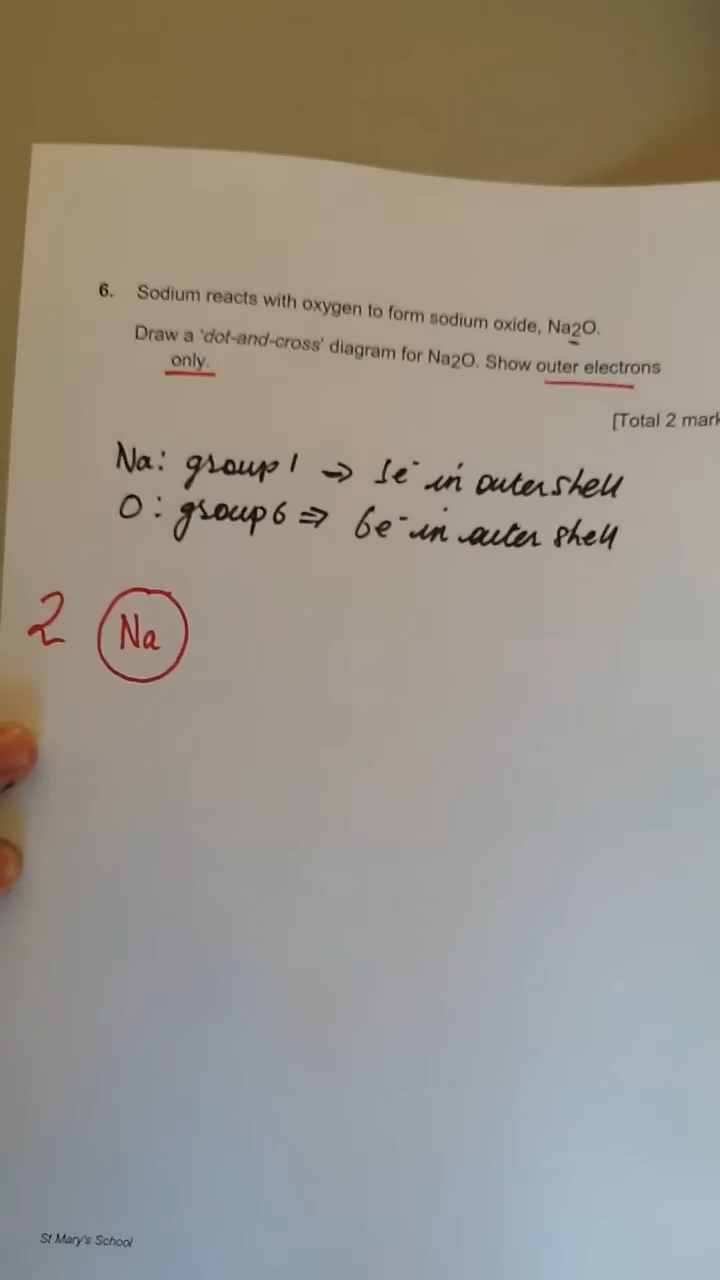 6. Sodium reacts with oxygen to form sodium oxide, Na2O.
Draw a 'dot-and-cross' diagram for Na2O. Show outer electrons
only.
[Total 2 mark
Na: group 1 → 1e⁻ in outer shell
O: group 6 ⇒ 6e⁻ in outer shell
2 Na
St Mary's School